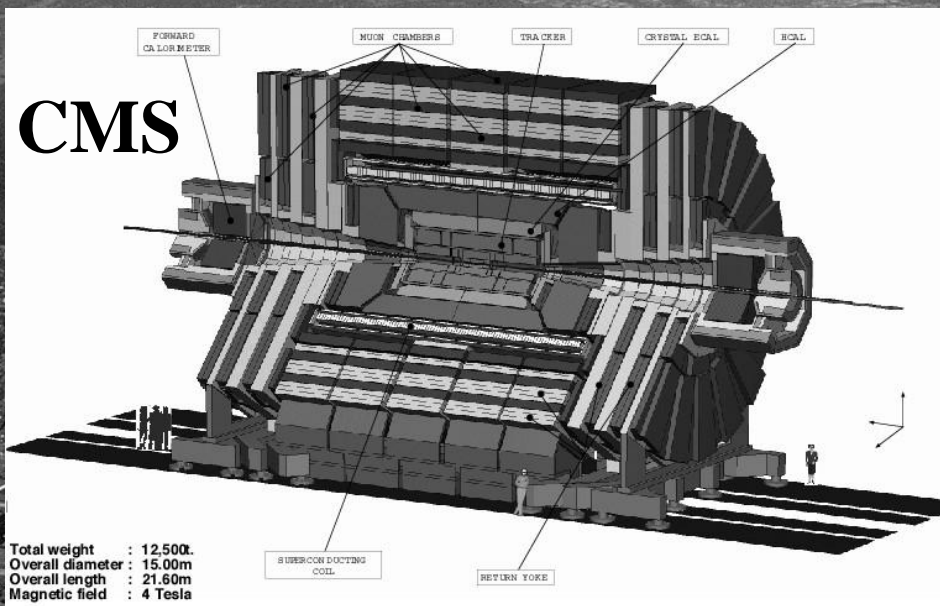 FORWARD
CALORIMETER
MUON CHAMBERS
TRACKER
CRYSTAL ECAL
HCAL
CMS
Total weight : 12,500t.
Overall diameter : 15.00m
Overall length : 21.60m
Magnetic field : 4 Tesla
SUPERCONDUCTING
COIL
RETURN YOKE